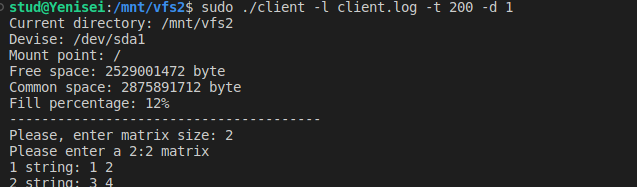 stud@Yenisei:/mnt/vfs2$ sudo ./client -l client.log -t 200 -d 1
Current directory: /mnt/vfs2
Devise: /dev/sda1
Mount point: /
Free space: 2529001472 byte
Common space: 2875891712 byte
Fill percentage: 12%
---------------------------------------
Please, enter matrix size: 2
Please enter a 2:2 matrix
1 string: 1 2
2 string: 3 4